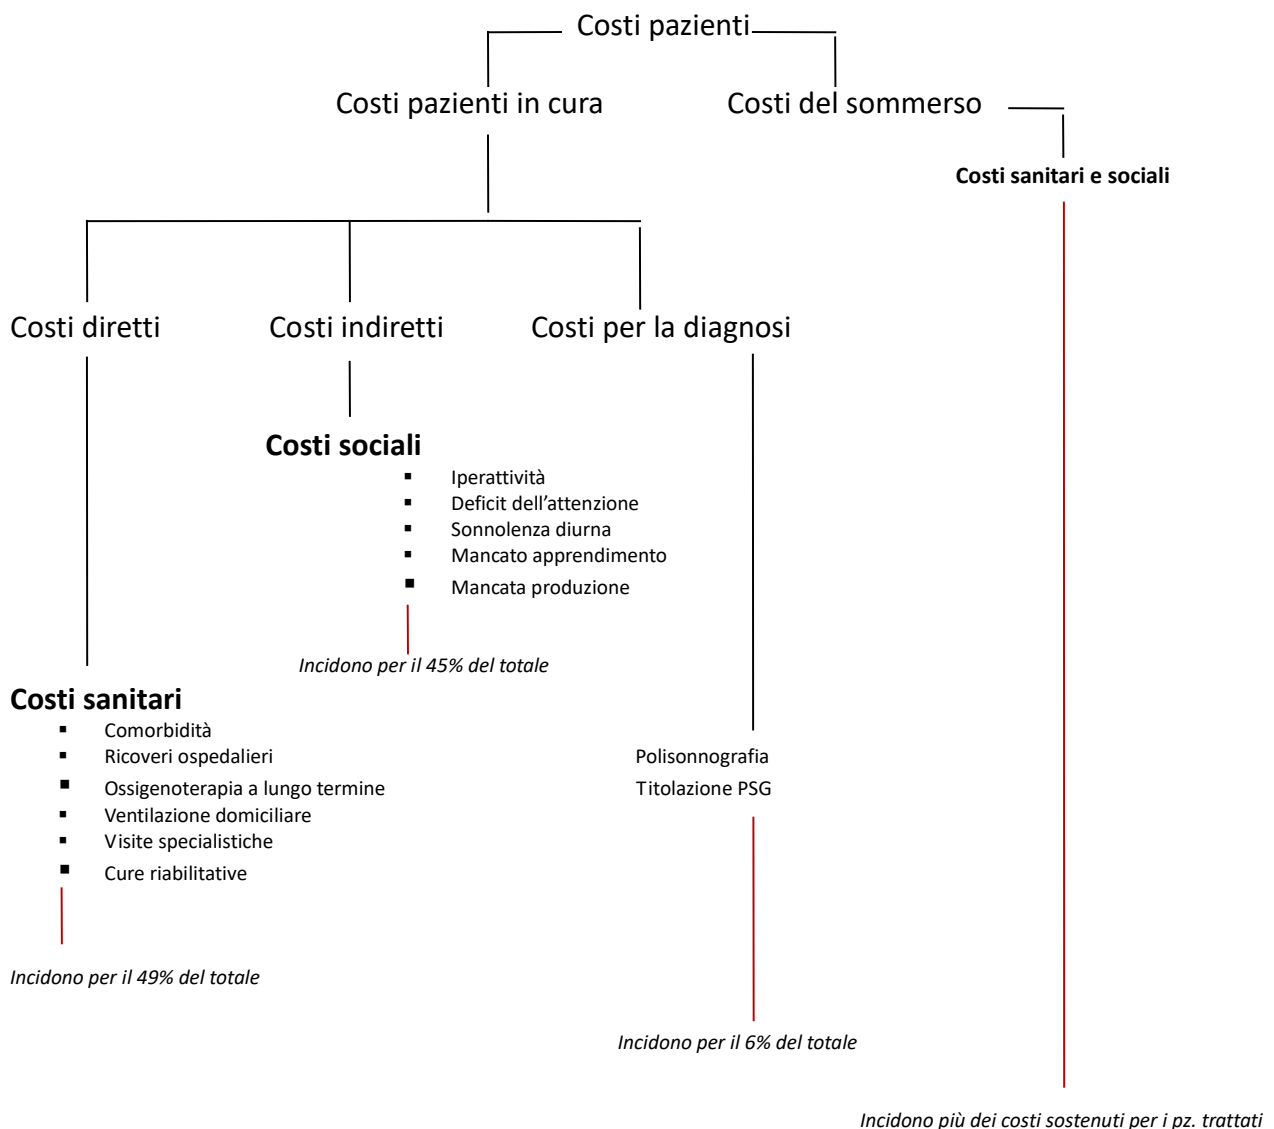 Costi pazienti
Costi pazienti in cura
Costi del sommerso
Costi sanitari e sociali
Costi diretti
Costi indiretti
Costi per la diagnosi
Costi sociali
▪ Iperattività
▪ Deficit dell’attenzione
▪ Sonnolenza diurna
▪ Mancato apprendimento
▪ Mancata produzione
Incidono per il 45% del totale
Costi sanitari
▪ Comorbidità
▪ Ricoveri ospedalieri
▪ Ossigenoterapia a lungo termine
▪ Ventilazione domiciliare
▪ Visite specialistiche
▪ Cure riabilitative
Incidono per il 49% del totale
Polisonnografia
Titolazione PSG
Incidono per il 6% del totale
Incidono più dei costi sostenuti per i pz. trattati